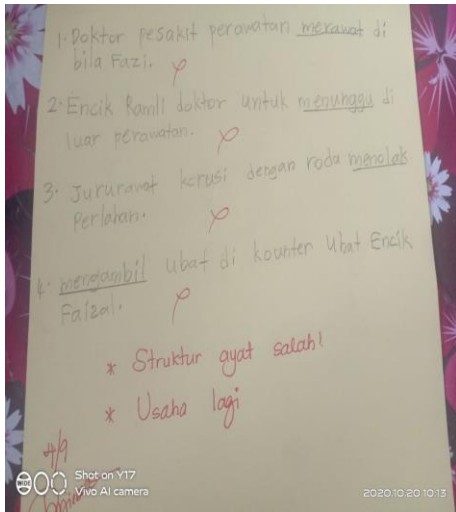 1. Doktor pesakit perawatan merawat di
bila Fazi.
2. Encik Ramli doktor untuk menunggu di
luar perawatan.
3. Jururawat kerusi dengan roda menolak
Perlahan.
4. mengambil ubat di kounter ubat Encik
Faizal.
* Struktur ayat salah!
* Usaha lagi
4/9
Shot on Y17
Vivo AI camera
2020.10.20 10:13